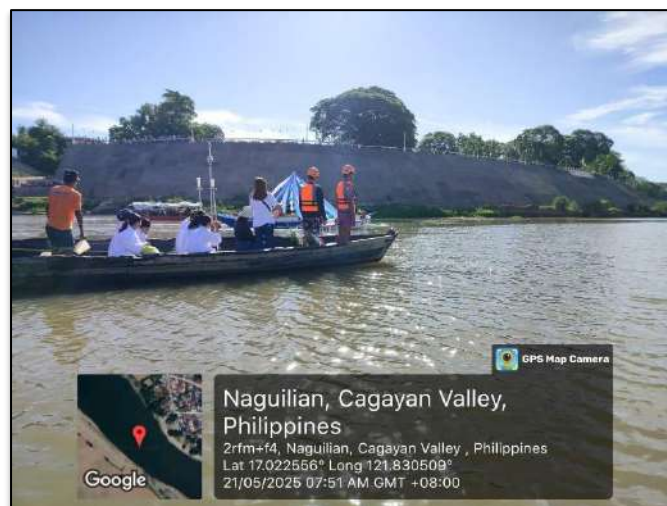 GPS Map Camera
Naguilian, Cagayan Valley,
Philippines
2rfm+f4, Naguilian, Cagayan Valley , Philippines
Lat 17.022556° Long 121.830509°
21/05/2025 07:51 AM GMT +08:00
Google